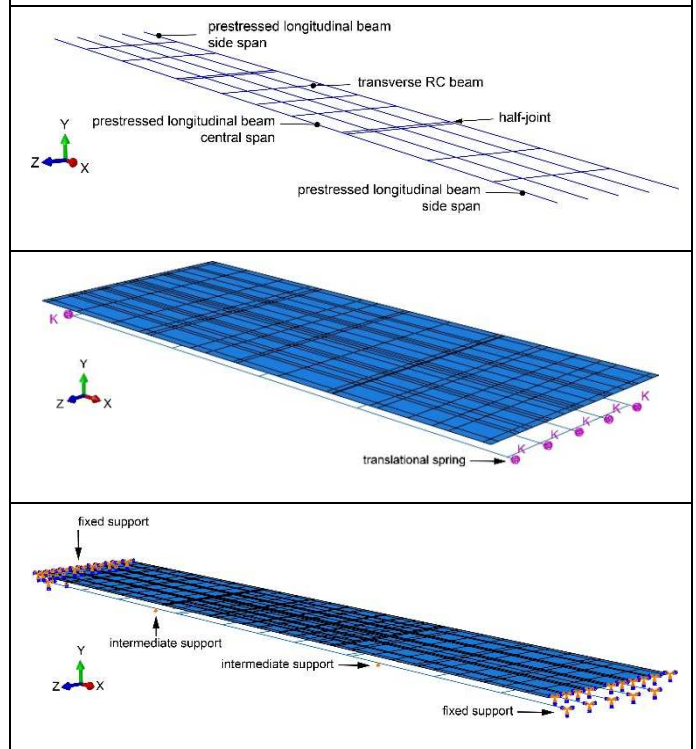 prestressed longitudinal beam
side span
transverse RC beam
half-joint
prestressed longitudinal beam
central span
prestressed longitudinal beam
side span
Y
Z
X
K
Y
Z
X
K
K
K
K
K
translational spring
fixed support
intermediate support
intermediate support
fixed support
Y
Z
X